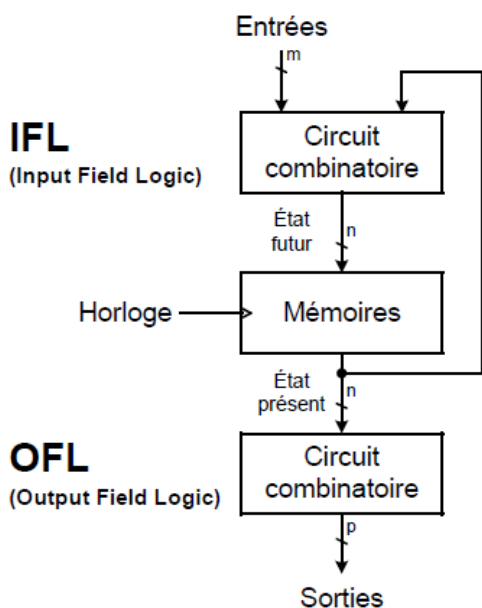 Entrées
m
IFL
(Input Field Logic)
Circuit
combinatoire
État
futur
n
Horloge
Mémoires
État
présent
n
OFL
(Output Field Logic)
Circuit
combinatoire
p
Sorties